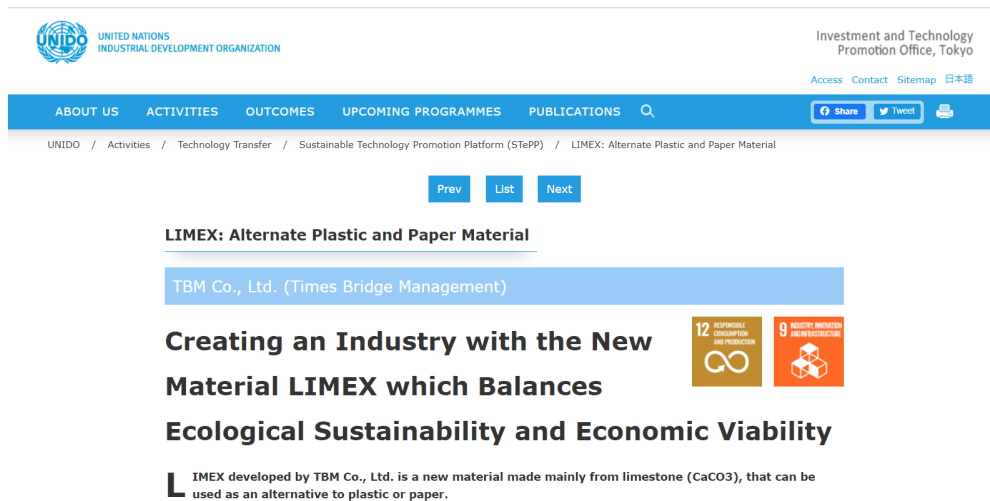 UNIDO
UNITED NATIONS
INDUSTRIAL DEVELOPMENT ORGANIZATION
Investment and Technology
Promotion Office, Tokyo
Access Contact Sitemap 日本語
ABOUT US ACTIVITIES OUTCOMES UPCOMING PROGRAMMES PUBLICATIONS Share Tweet
UNIDO / Activities / Technology Transfer / Sustainable Technology Promotion Platform (STePP) / LIMEX: Alternate Plastic and Paper Material
Prev List Next
LIMEX: Alternate Plastic and Paper Material
TBM Co., Ltd. (Times Bridge Management)
12 RESPONSIBLE
CONSUMPTION
AND PRODUCTION
9 INDUSTRY, INNOVATION
AND INFRASTRUCTURE
Creating an Industry with the New
Material LIMEX which Balances
Ecological Sustainability and Economic Viability
LIMEX developed by TBM Co., Ltd. is a new material made mainly from limestone (CaCO3), that can be
used as an alternative to plastic or paper.